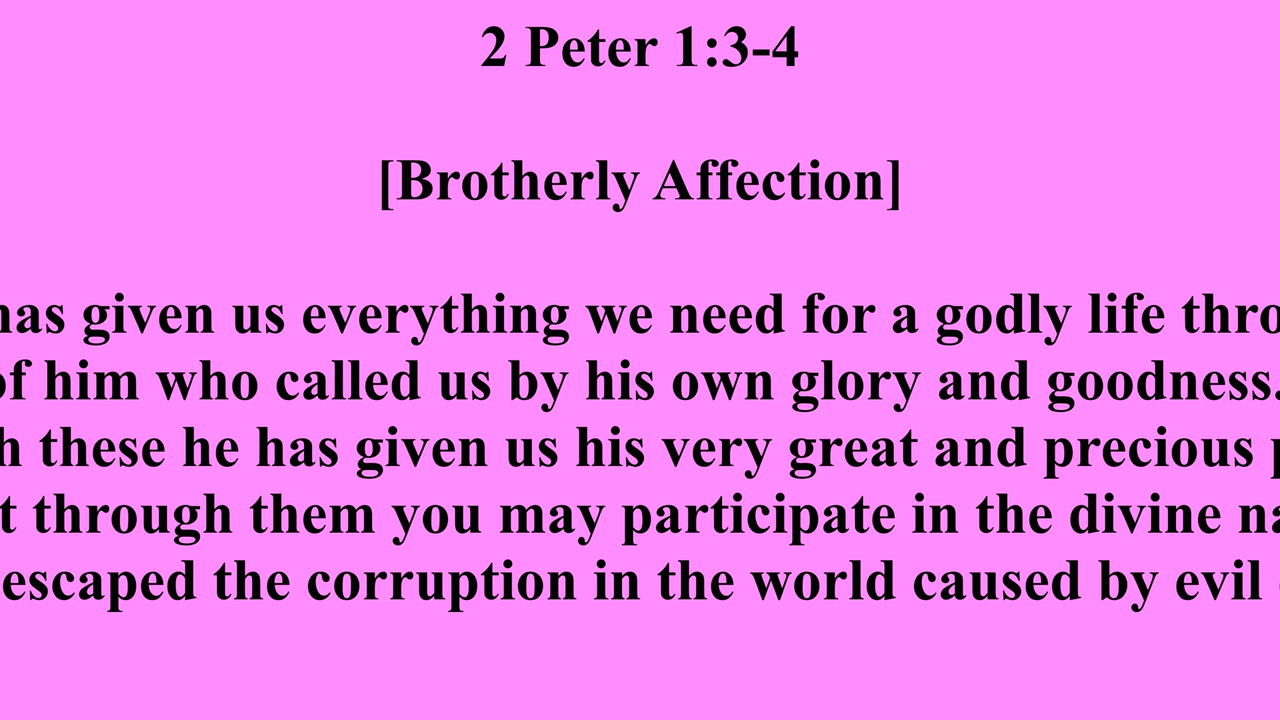 2 Peter 1:3-4
[Brotherly Affection]
has given us everything we need for a godly life
of him who called us by his own glory and goodness.
these he has given us his very great and precious
through them you may participate in the divine
escaped the corruption in the world caused by evil